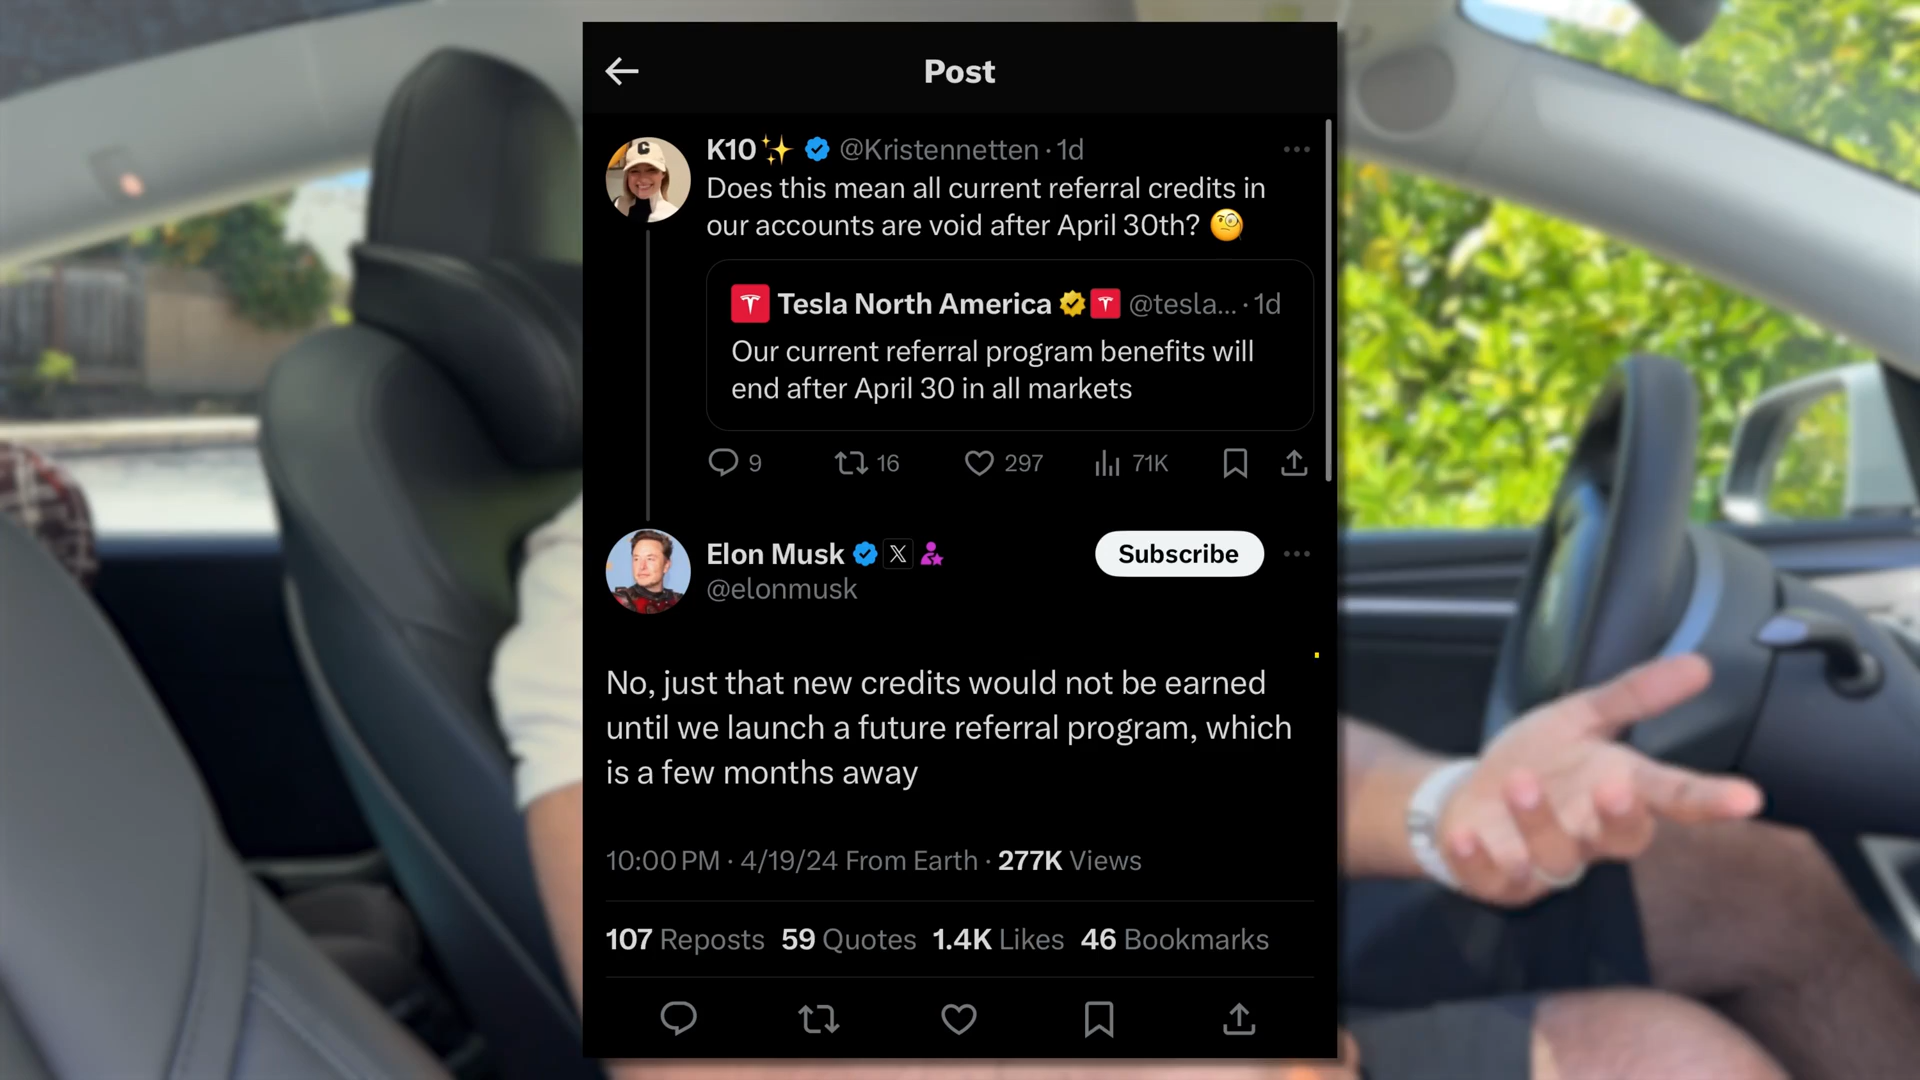 Post
K10✨ @Kristennetten · 1d
Does this mean all current referral credits in
our accounts are void after April 30th? 🧐
Tesla North America @tesla... · 1d
Our current referral program benefits will
end after April 30 in all markets
9 16 297 71K
Elon Musk X
Subscribe
@elonmusk
No, just that new credits would not be earned
until we launch a future referral program, which
is a few months away
10:00 PM · 4/19/24 From Earth · 277K Views
107 Reposts 59 Quotes 1.4K Likes 46 Bookmarks